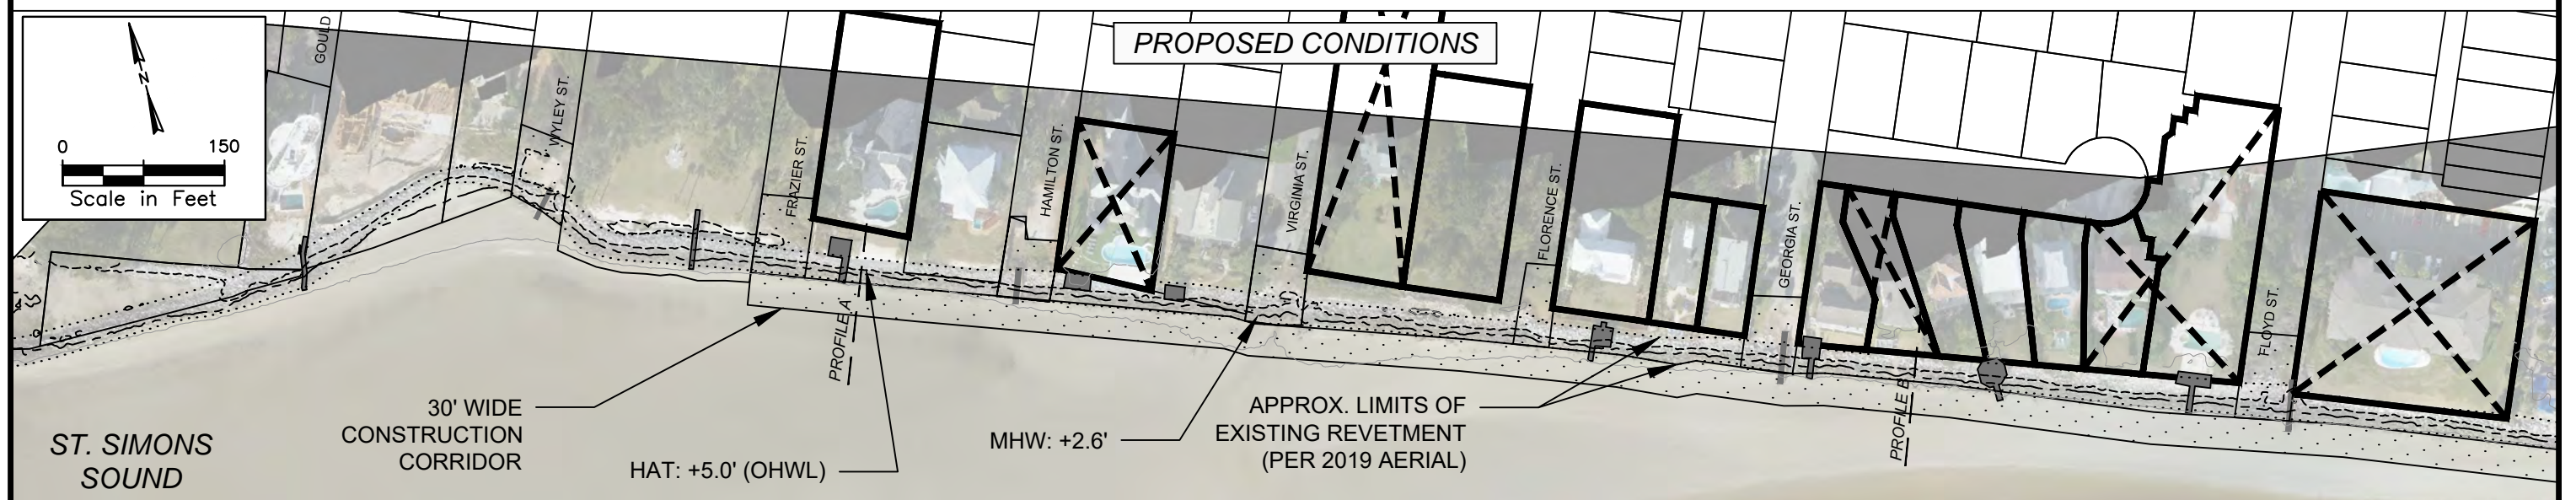 PROPOSED CONDITIONS
N
0 150
Scale in Feet
GOULD
WYLEY ST.
FRAZIER ST.
HAMILTON ST.
VIRGINIA ST.
FLORENCE ST.
GEORGIA ST.
FLOYD ST.
PROFILE A
PROFILE B
30' WIDE
CONSTRUCTION
CORRIDOR
HAT: +5.0' (OHWL)
MHW: +2.6'
APPROX. LIMITS OF
EXISTING REVETMENT
(PER 2019 AERIAL)
ST. SIMONS
SOUND